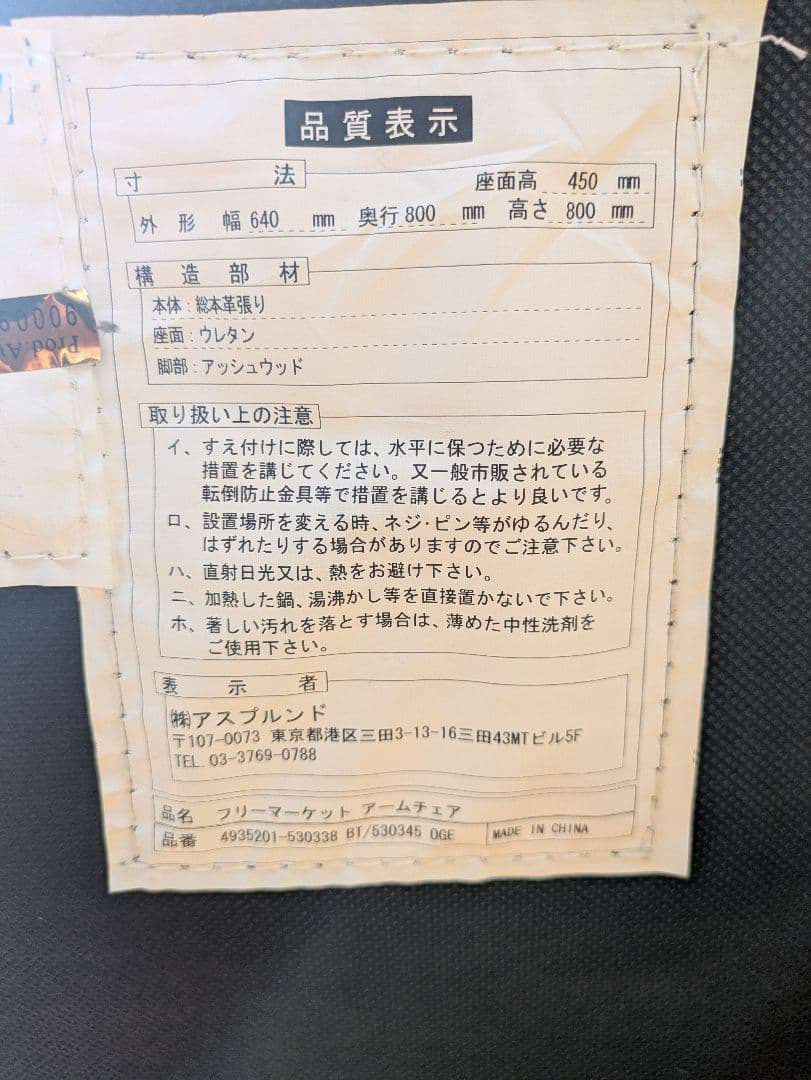 品質表示
寸法
座面高 450 mm
外形 幅 640 mm 奥行 800 mm 高さ 800 mm
構造部材
本体：総本革張り
座面：ウレタン
脚部：アッシュウッド
取り扱い上の注意
イ、すえ付けに際しては、水平に保つために必要な
措置を講じてください。又一般市販されている
転倒防止金具等で措置を講じるとより良いです。
ロ、設置場所を変える時、ネジ・ピン等がゆるんだり、
はずれたりする場合がありますのでご注意下さい。
ハ、直射日光又は、熱をお避け下さい。
ニ、加熱した鍋、湯沸かし等を直接置かないで下さい。
ホ、著しい汚れを落とす場合は、薄めた中性洗剤を
ご使用下さい。
表示者
㈱アスプルンド
〒107-0073 東京都港区三田3-13-16三田43MTビル5F
TEL. 03-3769-0788
品名 フリーマーケット アームチェア
品番 4935201-530338 BT/530345 OGE MADE IN CHINA